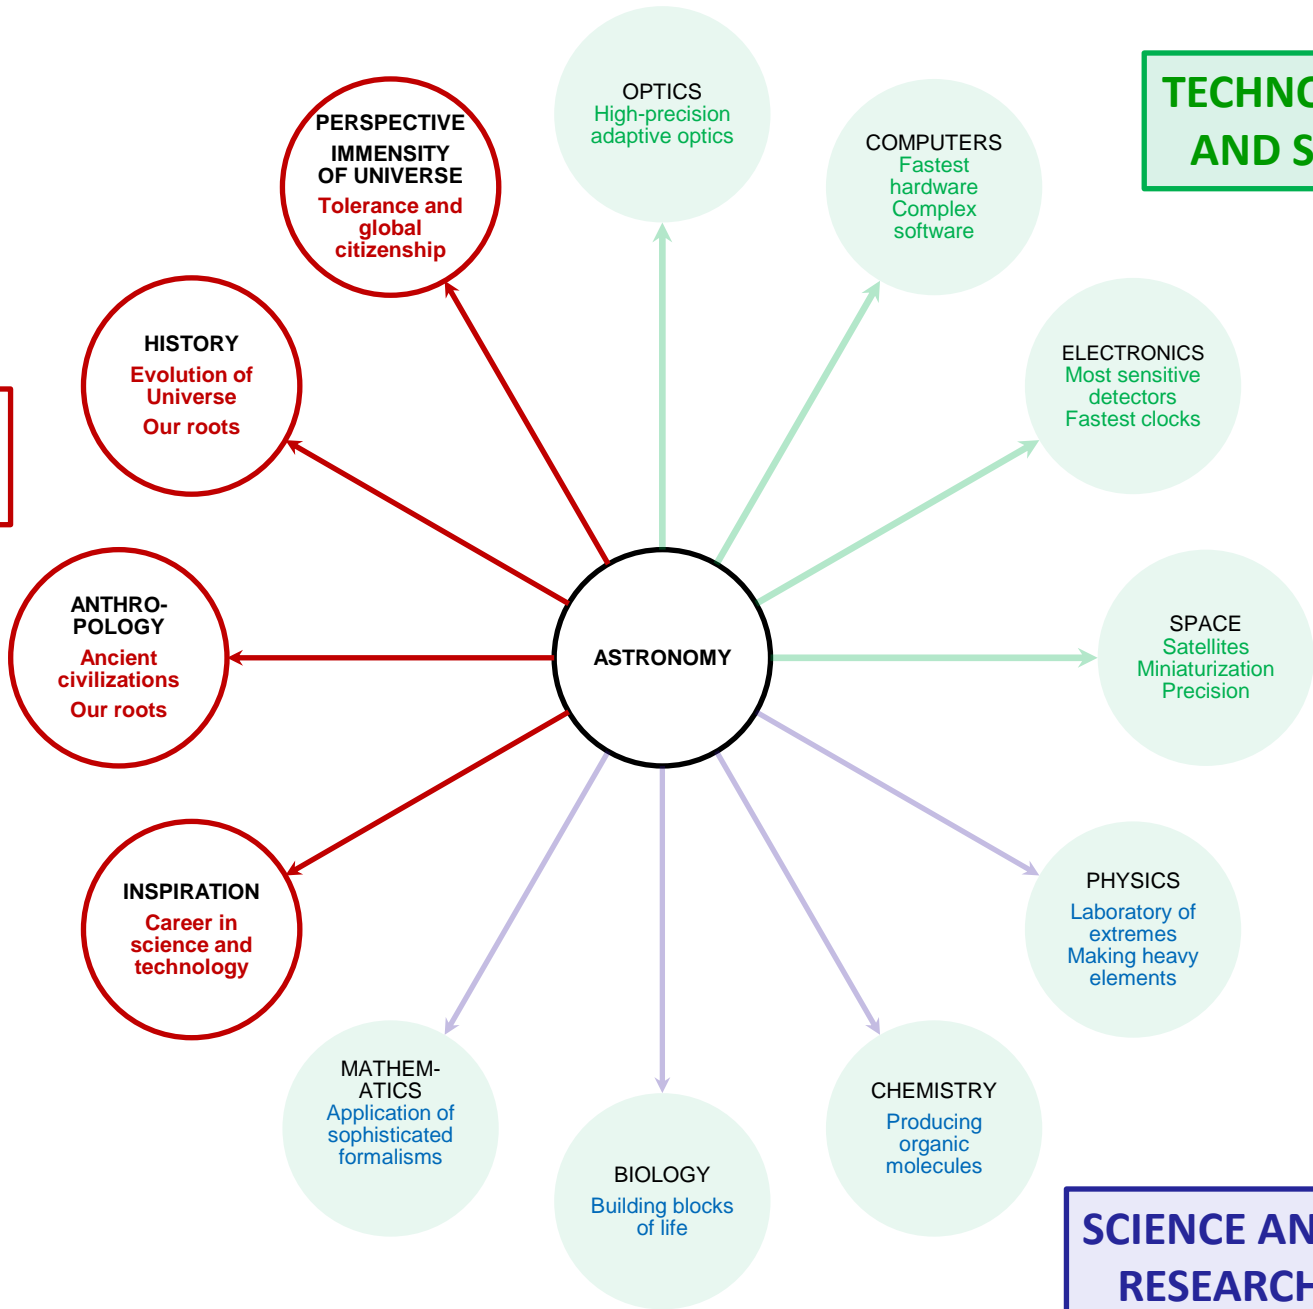 OPTICS
High-precision
adaptive optics
PERSPECTIVE
IMMENSITY
OF UNIVERSE
Tolerance and
global
citizenship
COMPUTERS
Fastest
hardware
Complex
software
AND
HISTORY
Evolution of
Universe
Our roots
ELECTRONICS
Most sensitive
detectors
Fastest clocks
ANTHRO-
POLOGY
Ancient
civilizations
Our roots
ASTRONOMY
SPACE
Satellites
Miniaturization
Precision
INSPIRATION
Career in
science and
technology
PHYSICS
Laboratory of
extremes
Making heavy
elements
MATHEM-
ATICS
Application of
sophisticated
formalisms
BIOLOGY
Building blocks
of life
CHEMISTRY
Producing
organic
molecules
SCIENCE
RESEARCH